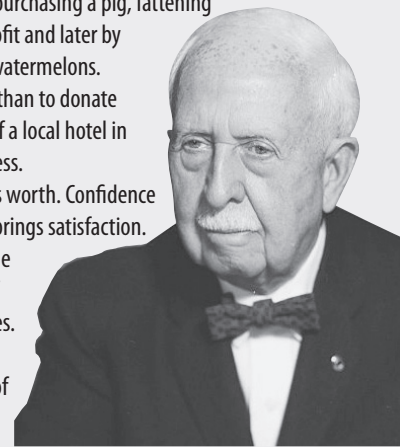 purchasing a pig, fattening
ofit and later by
watermelons.
than to donate
f a local hotel in
ess.
s worth. Confidence
brings satisfaction.
e
es.
of